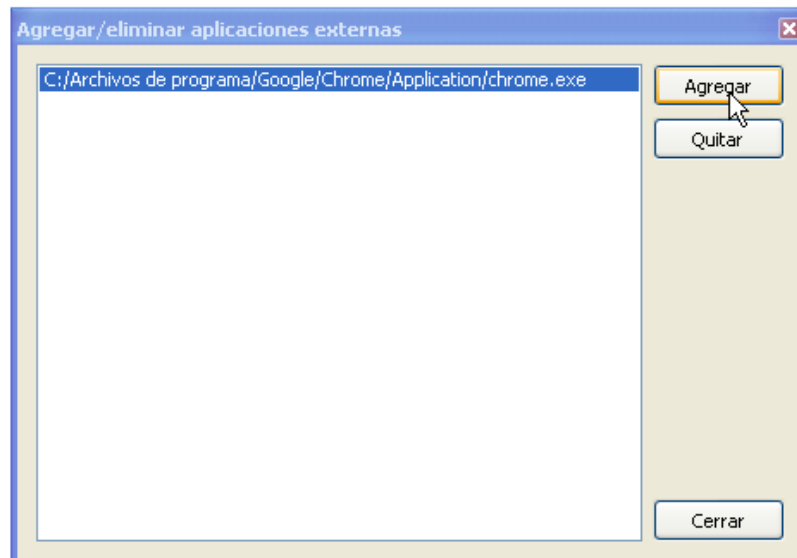 Agregar/eliminar aplicaciones externas
C:/Archivos de programa/Google/Chrome/Application/chrome.exe
Agregar
Quitar
Cerrar